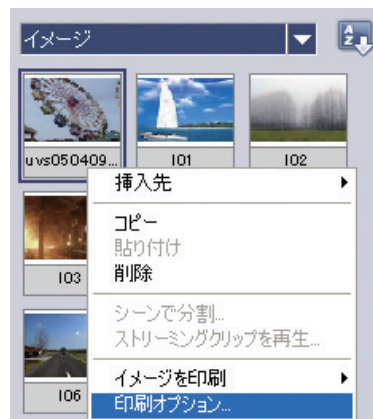 イメージ
A
Z
uvs050409...
I01
I02
挿入先
コピー
貼り付け
削除
I03
シーンで分割...
ストリーミングクリップを再生...
イメージを印刷
I06
印刷オプション...